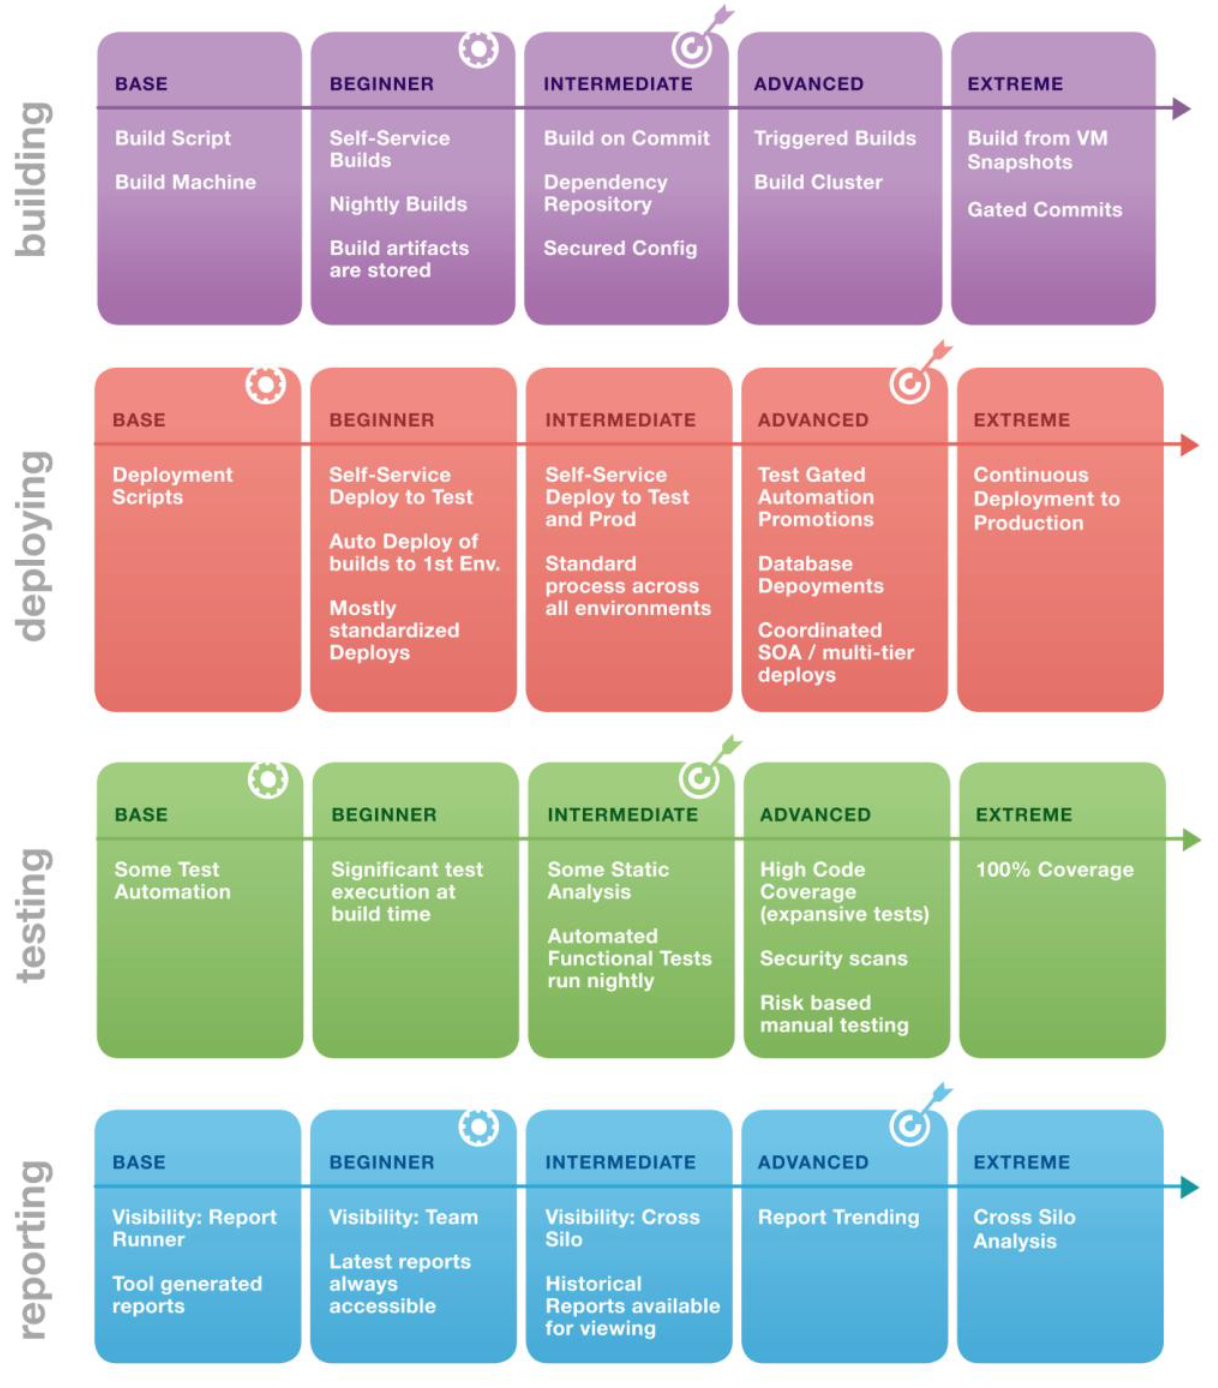 building
BASE
Build Script
Build Machine
BEGINNER
Self-Service
Builds
Nightly Builds
Build artifacts
are stored
INTERMEDIATE
Build on Commit
Dependency
Repository
Secured Config
ADVANCED
Triggered Builds
Build Cluster
EXTREME
Build from VM
Snapshots
Gated Commits
deploying
BASE
Deployment
Scripts
BEGINNER
Self-Service
Deploy to Test
Auto Deploy of
builds to 1st Env.
Mostly
standardized
Deploys
INTERMEDIATE
Self-Service
Deploy to Test
and Prod
Standard
process across
all environments
ADVANCED
Test Gated
Automation
Promotions
Database
Depoyments
Coordinated
SOA / multi-tier
deploys
EXTREME
Continuous
Deployment to
Production
testing
BASE
Some Test
Automation
BEGINNER
Significant test
execution at
build time
INTERMEDIATE
Some Static
Analysis
Automated
Functional Tests
run nightly
ADVANCED
High Code
Coverage
(expansive tests)
Security scans
Risk based
manual testing
EXTREME
100% Coverage
reporting
BASE
Visibility: Report
Runner
Tool generated
reports
BEGINNER
Visibility: Team
Latest reports
always
accessible
INTERMEDIATE
Visibility: Cross
Silo
Historical
Reports available
for viewing
ADVANCED
Report Trending
EXTREME
Cross Silo
Analysis